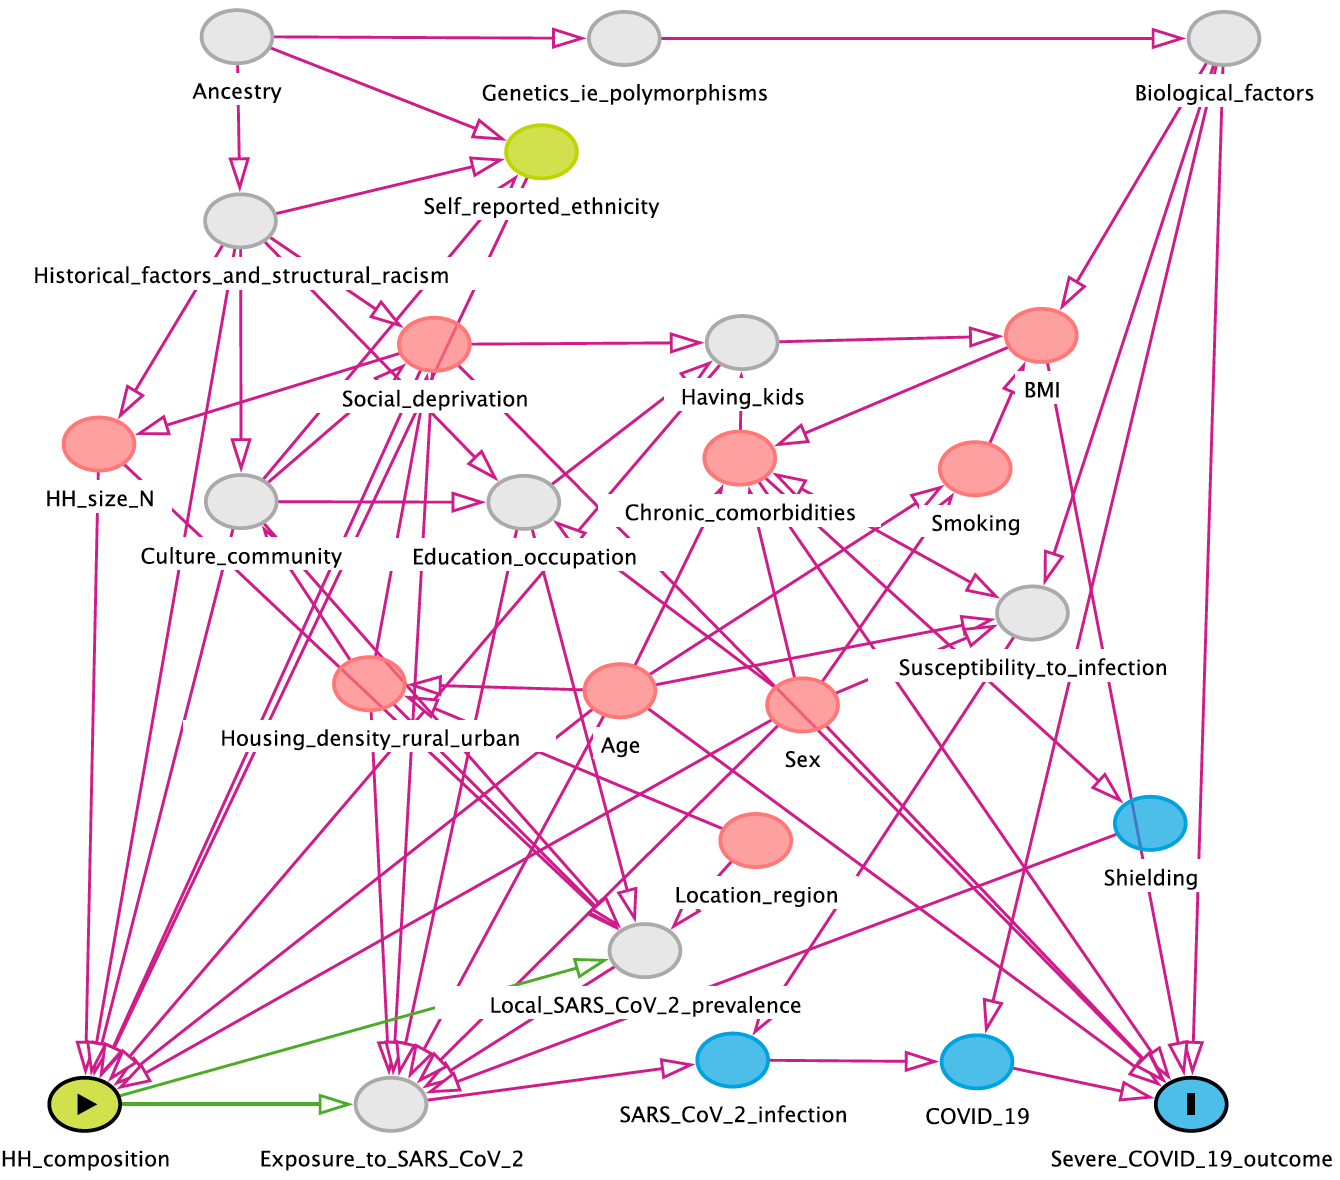 Ancestry
Genetics_ie_polymorphisms
Biological_factors
Self_reported_ethnicity
Historical_factors_and_structural_racism
Social_deprivation
Having_kids
BMI
HH_size_N
Chronic_comorbidities
Smoking
Culture_community
Education_occupation
Susceptibility_to_infection
Housing_density_rural_urban
Age
Sex
Shielding
Location_region
Local_SARS_CoV_2_prevalence
SARS_CoV_2_infection
COVID_19
HH_composition
Exposure_to_SARS_CoV_2
Severe_COVID_19_outcome